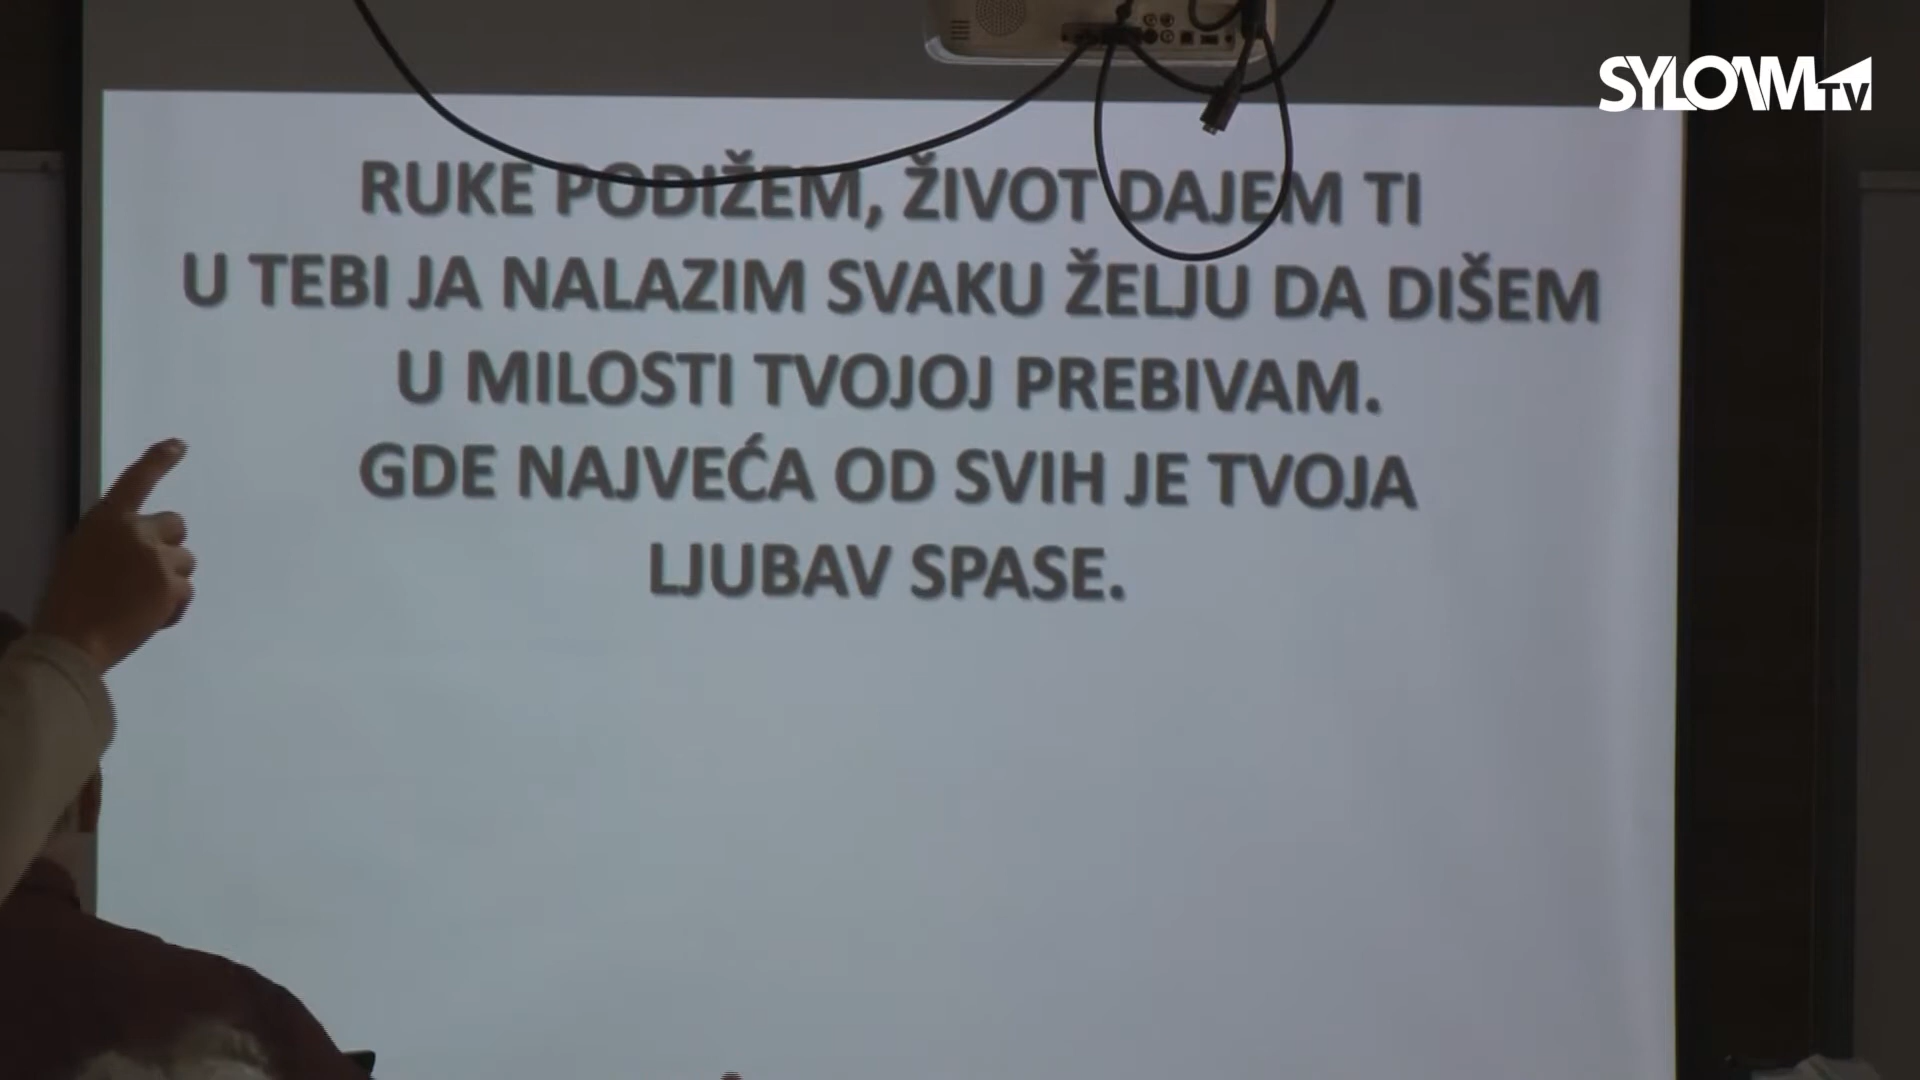 SYLOAM TV
RUKE PODIŽEM, ŽIVOT DAJEM TI
U TEBI JA NALAZIM SVAKU ŽELJU DA DIŠEM
U MILOSTI TVOJOJ PREBIVAM.
GDE NAJVEĆA OD SVIH JE TVOJA
LJUBAV SPASE.